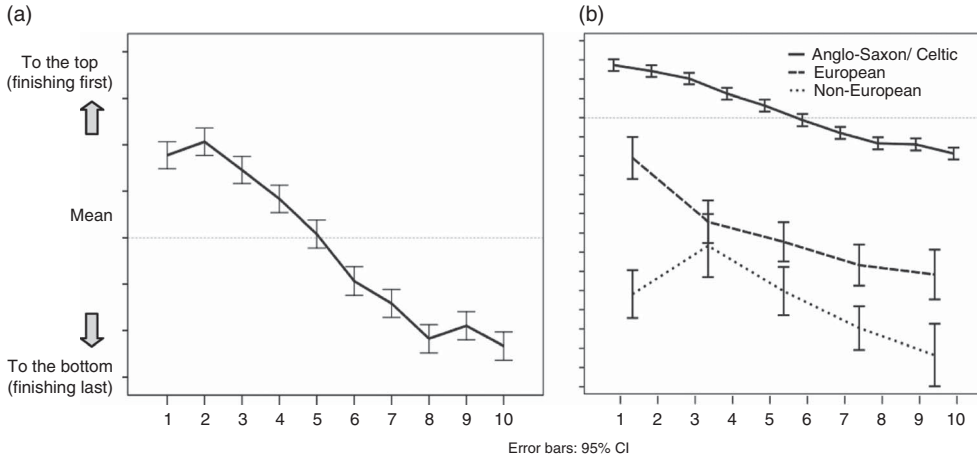 (a)
To the top
(finishing first)
Mean
To the bottom
(finishing last)
1 2 3 4 5 6 7 8 9 10
(b)
Anglo-Saxon/ Celtic
European
Non-European
1 2 3 4 5 6 7 8 9 10
Error bars: 95% CI